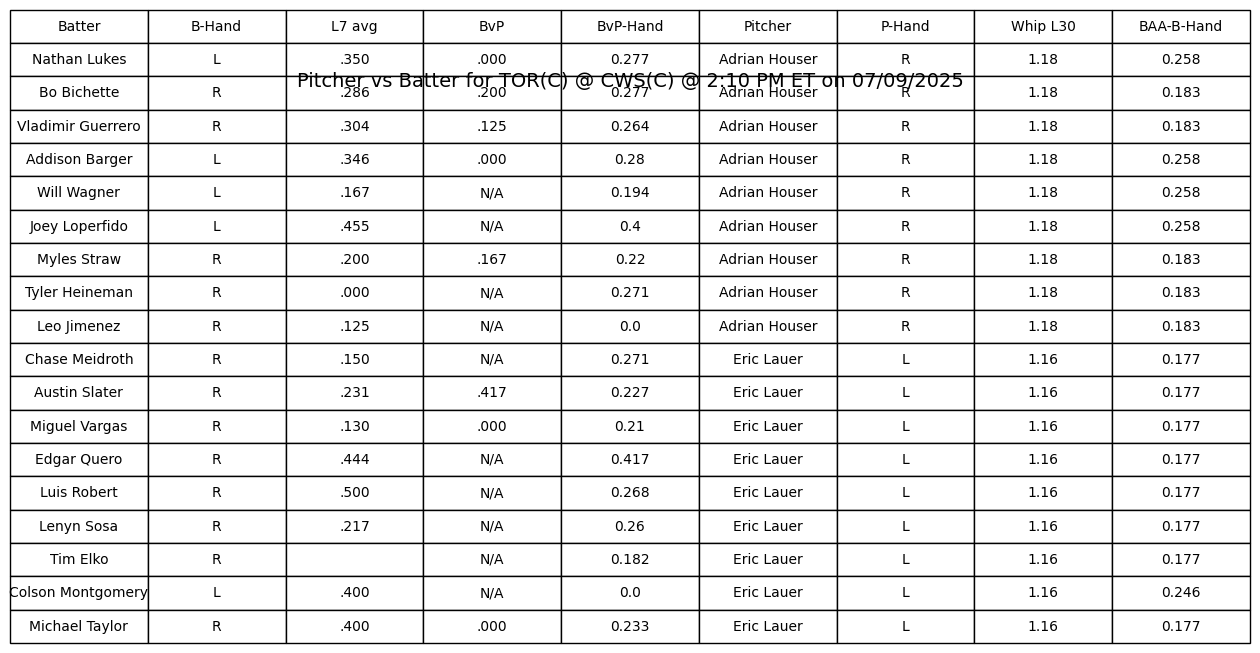 Batter B-Hand L7 avg BvP BvP-Hand Pitcher P-Hand Whip L30 BAA-B-Hand
Nathan Lukes L .350 .000 0.277 Adrian Houser R 1.18 0.258
Pitcher vs Batter for TOR(C) @ CWS(C) @ 2:10 PM ET on 07/09/2025
Bo Bichette R .286 .200 0.277 Adrian Houser R 1.18 0.183
Vladimir Guerrero R .304 .125 0.264 Adrian Houser R 1.18 0.183
Addison Barger L .346 .000 0.28 Adrian Houser R 1.18 0.258
Will Wagner L .167 N/A 0.194 Adrian Houser R 1.18 0.258
Joey Loperfido L .455 N/A 0.4 Adrian Houser R 1.18 0.258
Myles Straw R .200 .167 0.22 Adrian Houser R 1.18 0.183
Tyler Heineman R .000 N/A 0.271 Adrian Houser R 1.18 0.183
Leo Jimenez R .125 N/A 0.0 Adrian Houser R 1.18 0.183
Chase Meidroth R .150 N/A 0.271 Eric Lauer L 1.16 0.177
Austin Slater R .231 .417 0.227 Eric Lauer L 1.16 0.177
Miguel Vargas R .130 .000 0.21 Eric Lauer L 1.16 0.177
Edgar Quero R .444 N/A 0.417 Eric Lauer L 1.16 0.177
Luis Robert R .500 N/A 0.268 Eric Lauer L 1.16 0.177
Lenyn Sosa R .217 N/A 0.26 Eric Lauer L 1.16 0.177
Tim Elko R N/A 0.182 Eric Lauer L 1.16 0.177
Colson Montgomery L .400 N/A 0.0 Eric Lauer L 1.16 0.246
Michael Taylor R .400 .000 0.233 Eric Lauer L 1.16 0.177